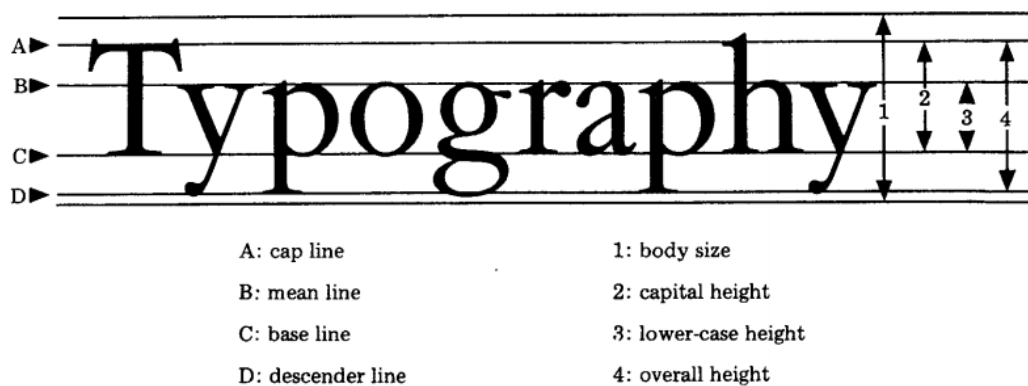 A Typography 1 2 3 4
B
C
D
A: cap line 1: body size
B: mean line 2: capital height
C: base line 3: lower-case height
D: descender line 4: overall height